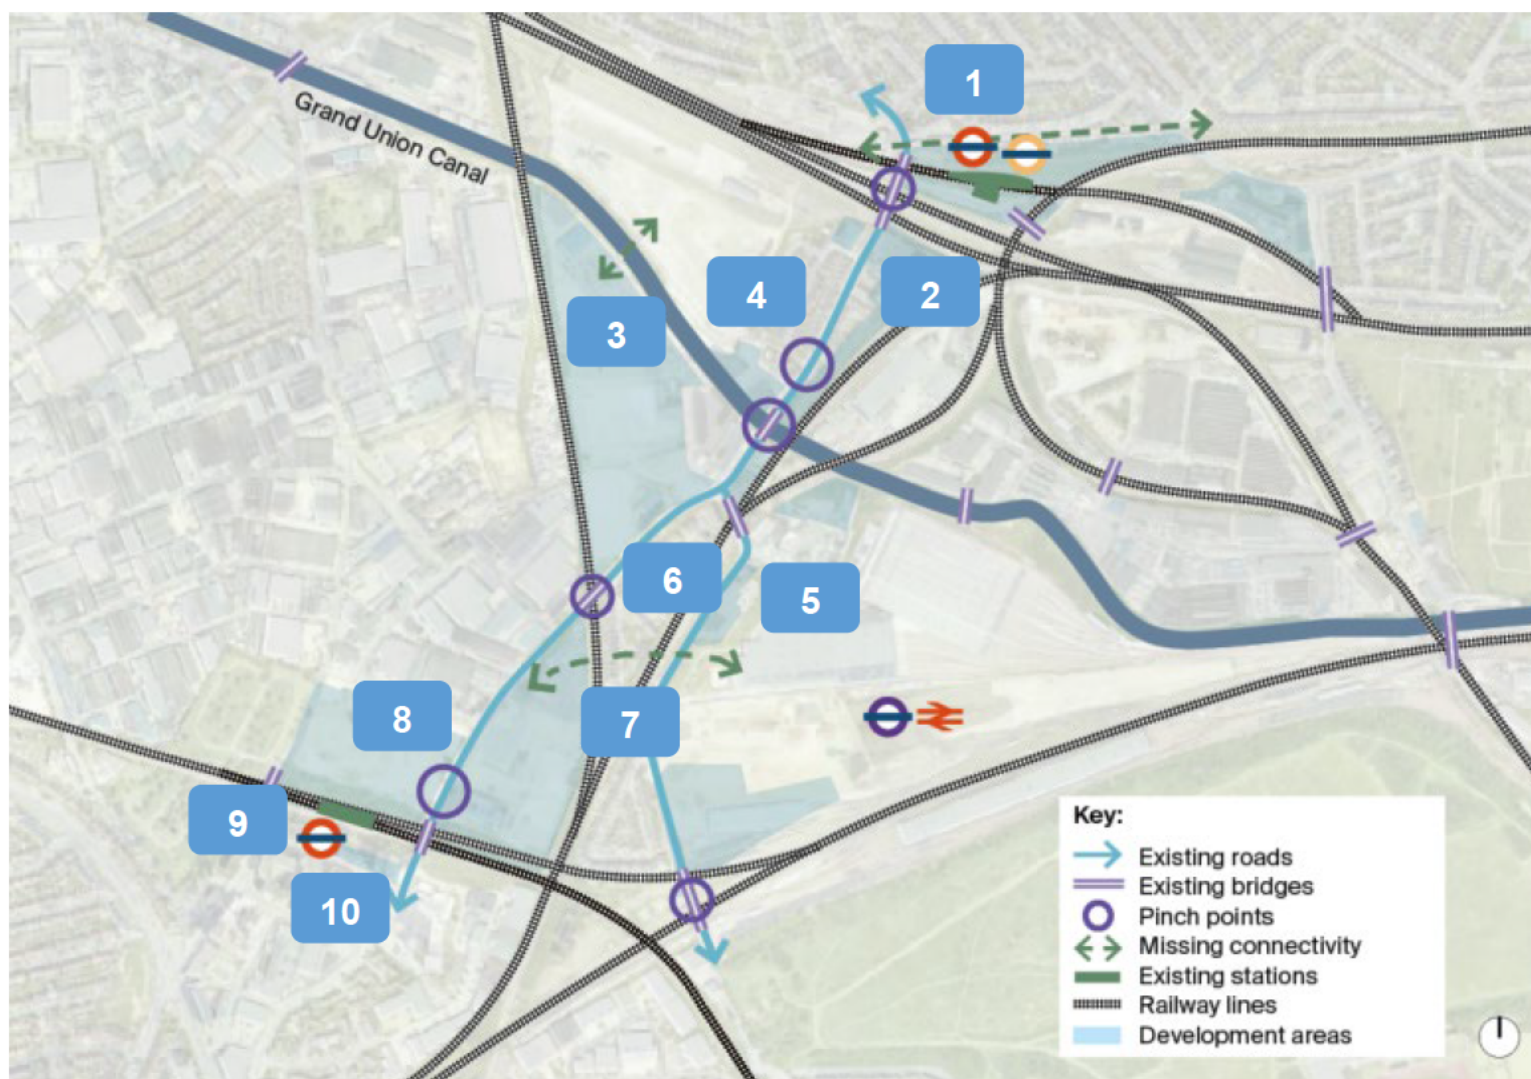 1
Grand Union Canal
4
2
3
6
5
8
7
9
10
Key:
Existing roads
Existing bridges
Pinch points
Missing connectivity
Existing stations
Railway lines
Development areas